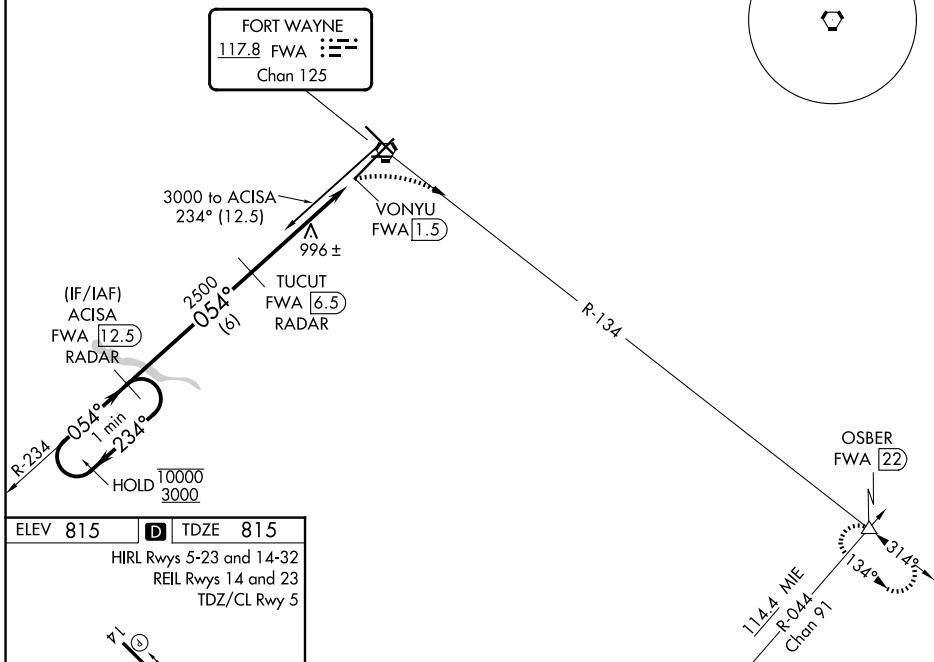 FORT WAYNE
117.8 FWA
Chan 125
3000 to ACISA
234° (12.5)
VONYU
FWA 1.5
996 ±
TUCUT
FWA 6.5
RADAR
2500
054°
(6)
(IF/IAF)
ACISA
FWA 12.5
RADAR
R-134
054°
1 min
234°
R-234
HOLD 10000
3000
OSBER
FWA 22
314°
134°
114.4 MIE
R-044
Chan 91
ELEV 815 D TDZE 815
HIRL Rwys 5-23 and 14-32
REIL Rwys 14 and 23
TDZ/CL Rwy 5
14
P